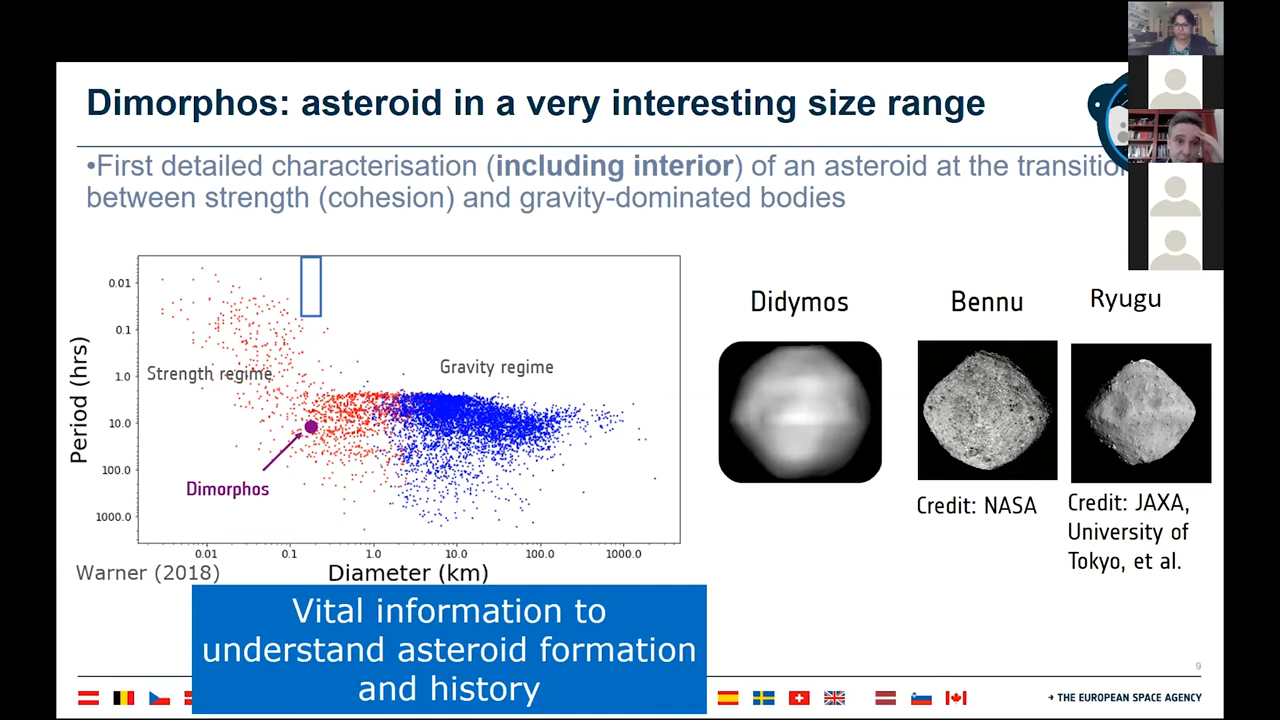 Dimorphos: asteroid in a very interesting size range
•First detailed characterisation (including interior) of an asteroid at the transition
between strength (cohesion) and gravity-dominated bodies
Didymos
Bennu
Ryugu
0.01
0.1
1.0
10.0
100.0
1000.0
Period (hrs)
Strength regime
Gravity regime
Dimorphos
0.01
0.1
1.0
10.0
100.0
1000.0
Diameter (km)
Warner (2018)
Credit: NASA
Credit: JAXA,
University of
Tokyo, et al.
Vital information to
understand asteroid formation
and history
9
→ THE EUROPEAN SPACE AGENCY